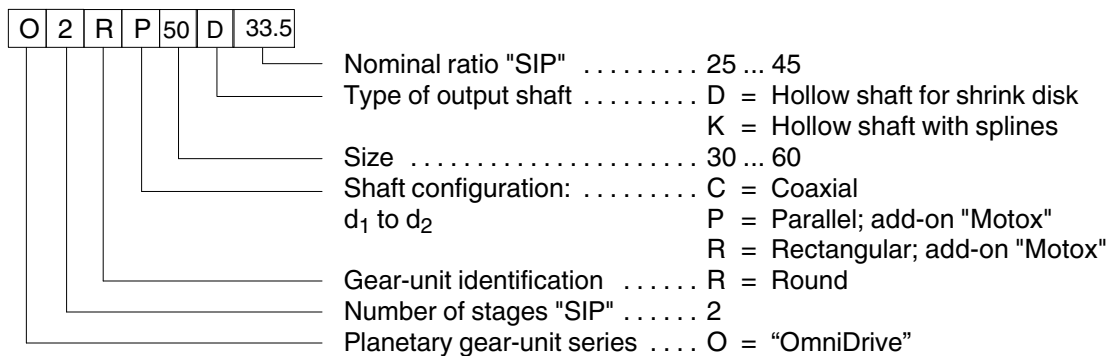 O 2 R P 50 D 33.5
Nominal ratio "SIP" . . . . . . . . . 25 ... 45
Type of output shaft . . . . . . . . . D = Hollow shaft for shrink disk
K = Hollow shaft with splines
Size . . . . . . . . . . . . . . . . . . . . . . 30 ... 60
Shaft configuration: . . . . . . . . . C = Coaxial
d1 to d2 P = Parallel; add-on "Motox"
R = Rectangular; add-on "Motox"
Gear-unit identification . . . . . . R = Round
Number of stages "SIP" . . . . . . 2
Planetary gear-unit series . . . . O = “OmniDrive”